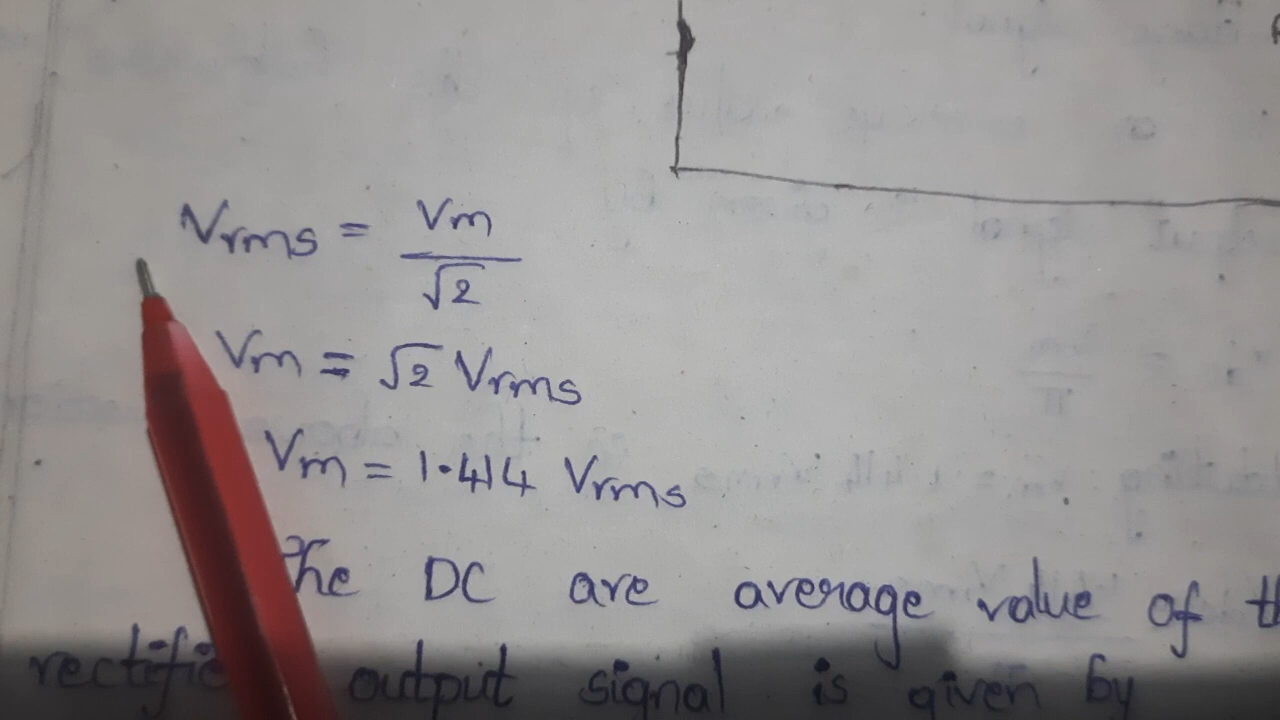 Vrms = Vm / √2
Vm = √2 Vrms
Vm = 1.414 Vrms
The DC are average value of
output signal is given by